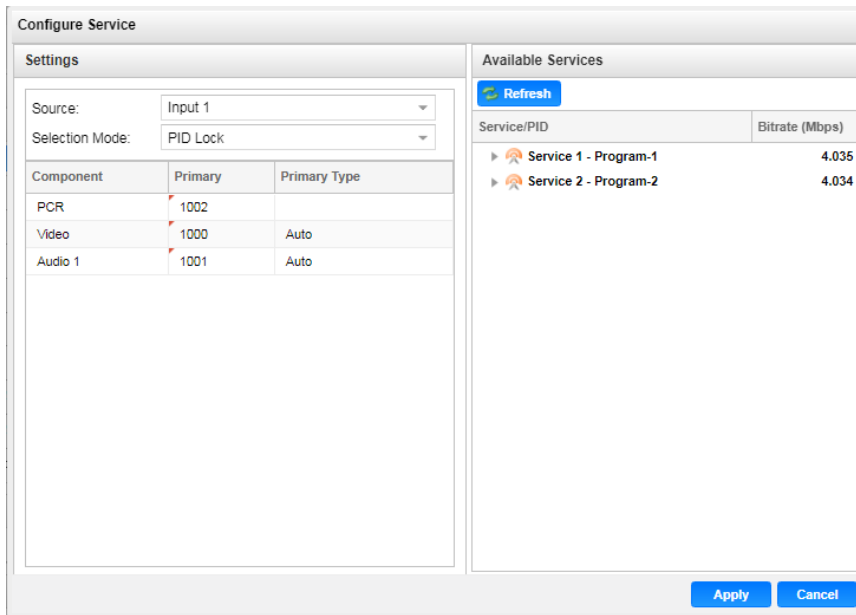 Configure Service
Settings
Source: Input 1
Selection Mode: PID Lock
Component Primary Primary Type
PCR 1002
Video 1000 Auto
Audio 1 1001 Auto
Available Services
Refresh
Service/PID Bitrate (Mbps)
Service 1 - Program-1 4.035
Service 2 - Program-2 4.034
Apply Cancel